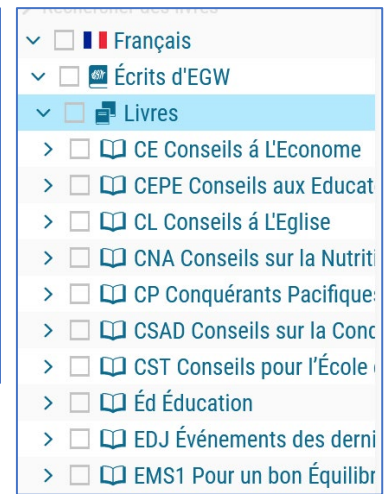 Français
Écrits d'EGW
Livres
CE Conseils á L'Econome
CEPE Conseils aux Educat
CL Conseils á L'Eglise
CNA Conseils sur la Nutriti
CP Conquérants Pacifique
CSAD Conseils sur la Conc
CST Conseils pour l'École
Éd Éducation
EDJ Événements des derni
EMS1 Pour un bon Équilibr